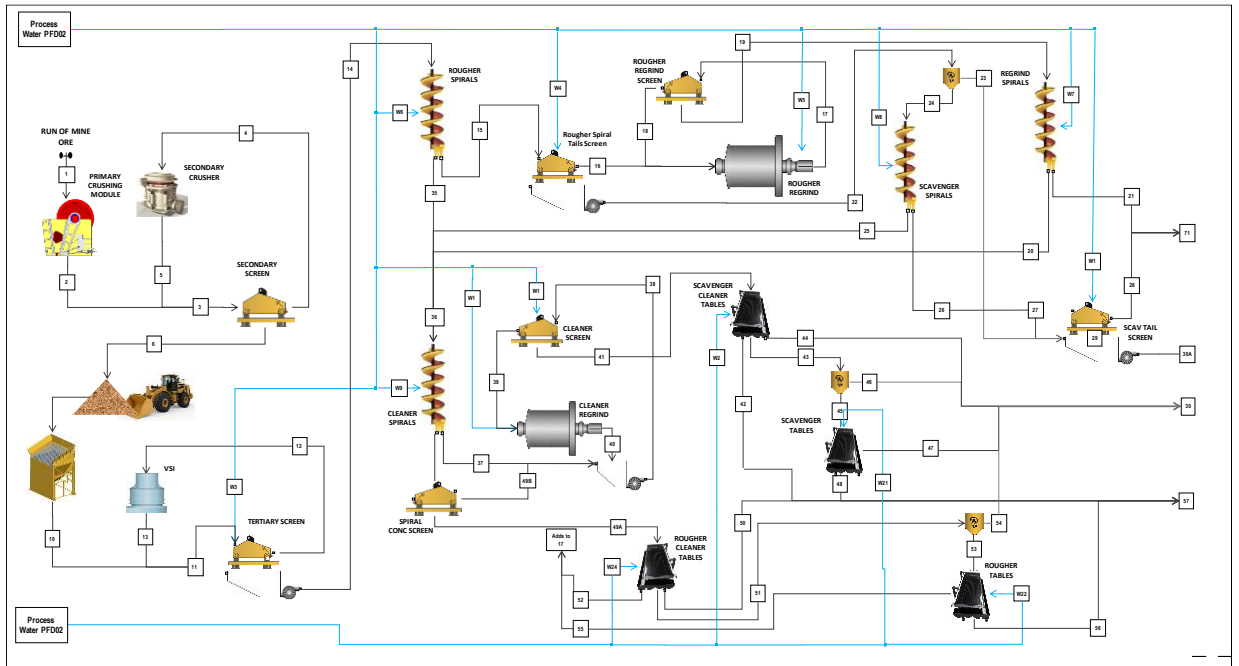 Process
Water PFD02
14
19
ROUGHER
SPIRALS
ROUGHER
REGRIND
SCREEN
22
23
REGRIND
SPIRALS
W4
W5
W6
W7
W8
24
4
15
17
18
RUN OF MINE
ORE
1
PRIMARY
CRUSHING
MODULE
SECONDARY
CRUSHER
Rougher Spiral
Tails Screen
16
ROUGHER
REGRIND
SCAVENGER
SPIRALS
35
21
25
20
71
2
5
3
SECONDARY
SCREEN
W1
W1
W1
38
SCAVENGER
CLEANER
TABLES
28
26
27
29
SCAV TAIL
SCREEN
30A
36
CLEANER
SCREEN
41
44
43
W2
39
W9
CLEANER
SPIRALS
CLEANER
REGRIND
40
42
46
45
SCAVENGER
TABLES
47
48
W21
12
VSI
W3
37
49B
SPIRAL
CONC SCREEN
57
10
13
11
TERTIARY SCREEN
49A
50
54
53
Adds to
17
ROUGHER
CLEANER
TABLES
W24
52
51
55
ROUGHER
TABLES
W22
56
Process
Water PFD02